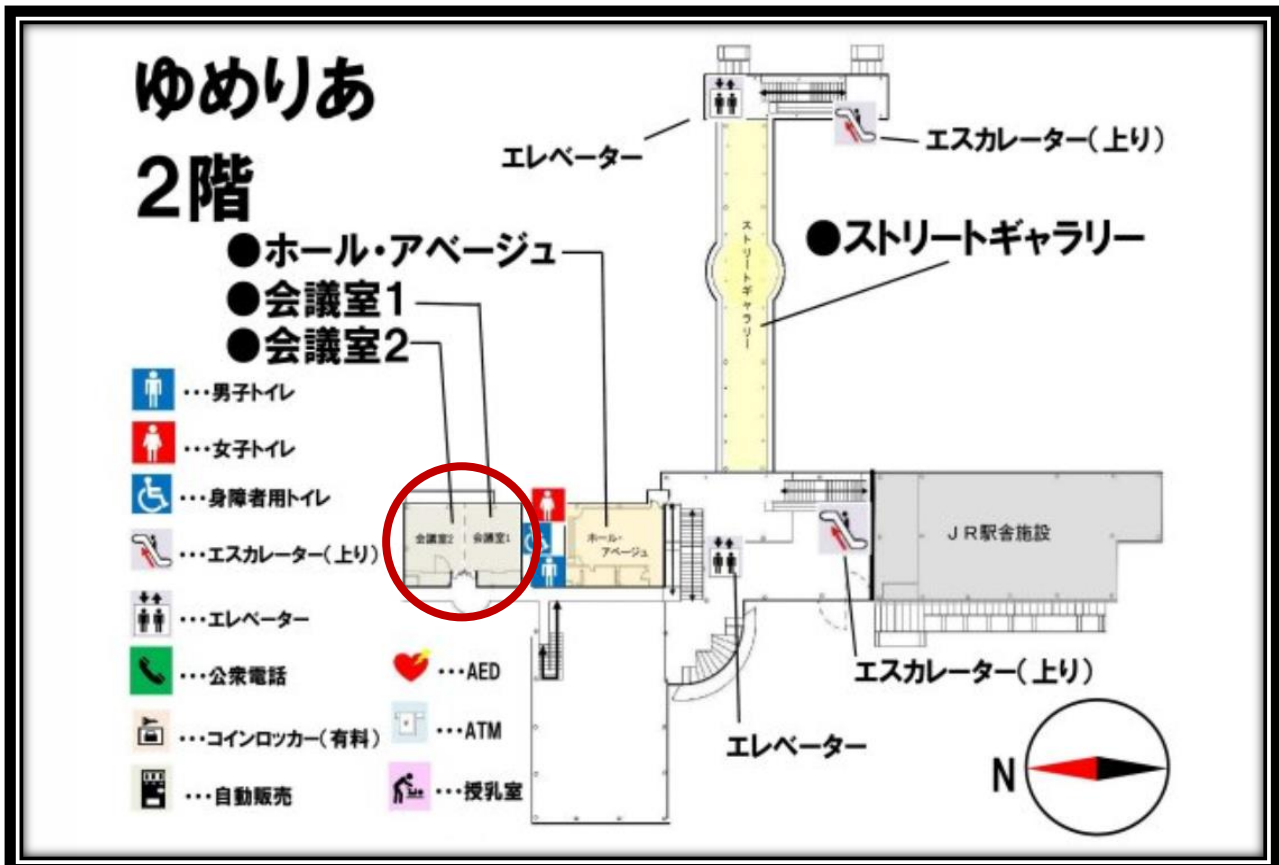 ゆめりあ
2階
エレベーター
エスカレーター(上り)
●ホール・アベージュ
●会議室1
●会議室2
●ストリートギャラリー
ストリートギャラリー
…男子トイレ
…女子トイレ
…身障者用トイレ
…エスカレーター(上り)
…エレベーター
…公衆電話
…コインロッカー(有料)
…自動販売
…AED
…ATM
…授乳室
会議室2
会議室1
ホール・
アベージュ
JR駅舎施設
エスカレーター(上り)
エレベーター
N